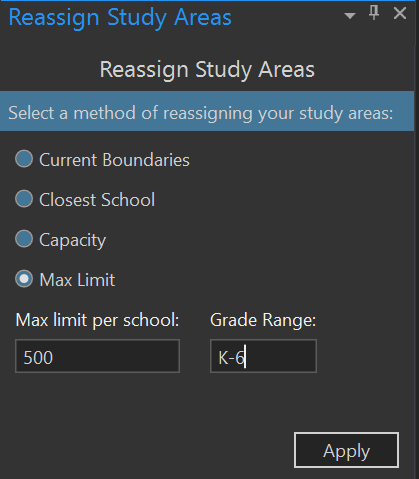 Reassign Study Areas
Reassign Study Areas
Select a method of reassigning your study areas:
Current Boundaries
Closest School
Capacity
Max Limit
Max limit per school: Grade Range:
500 K-6
Apply